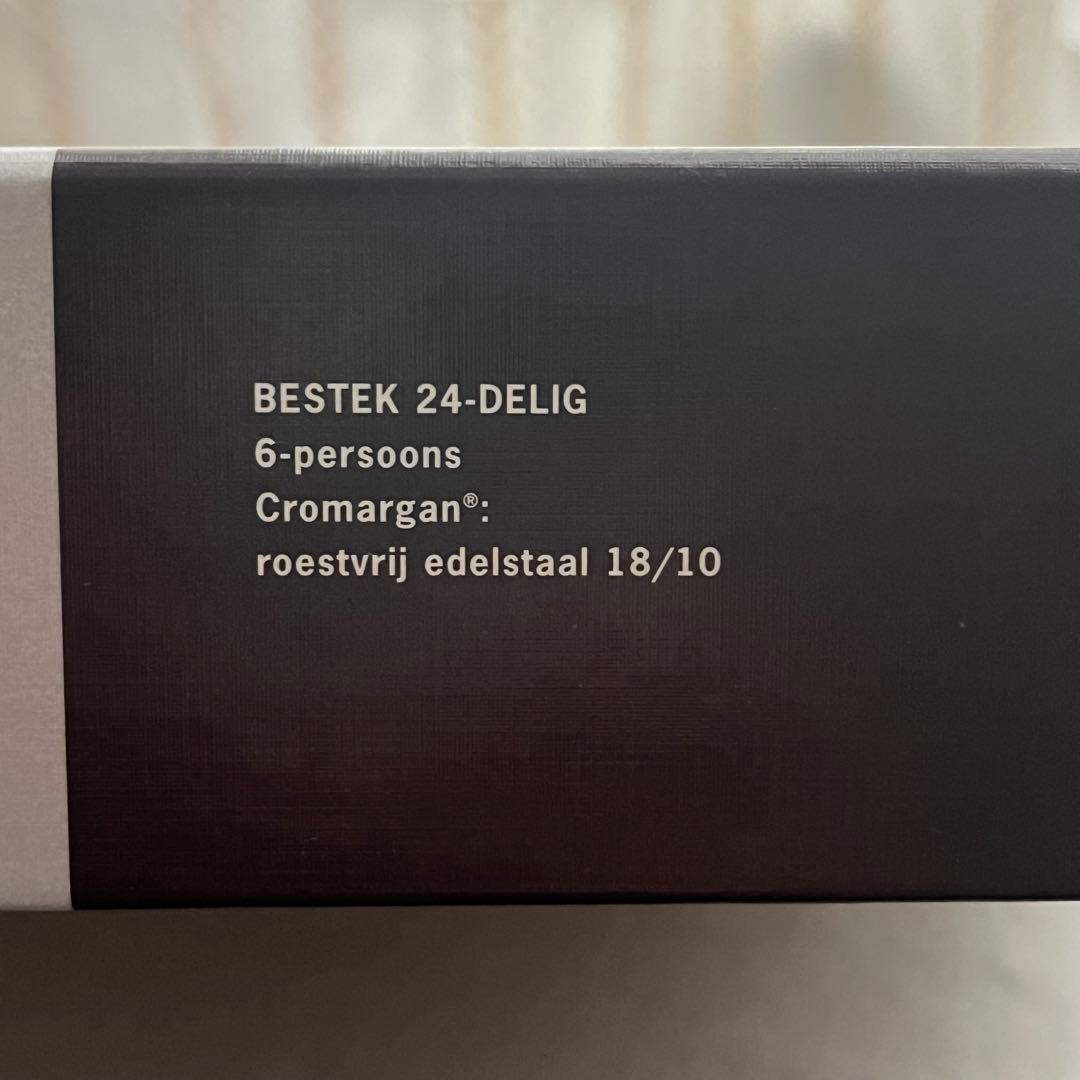 BESTEK 24-DELIG
6-persoons
Cromargan®:
roestvrij edelstaal 18/10